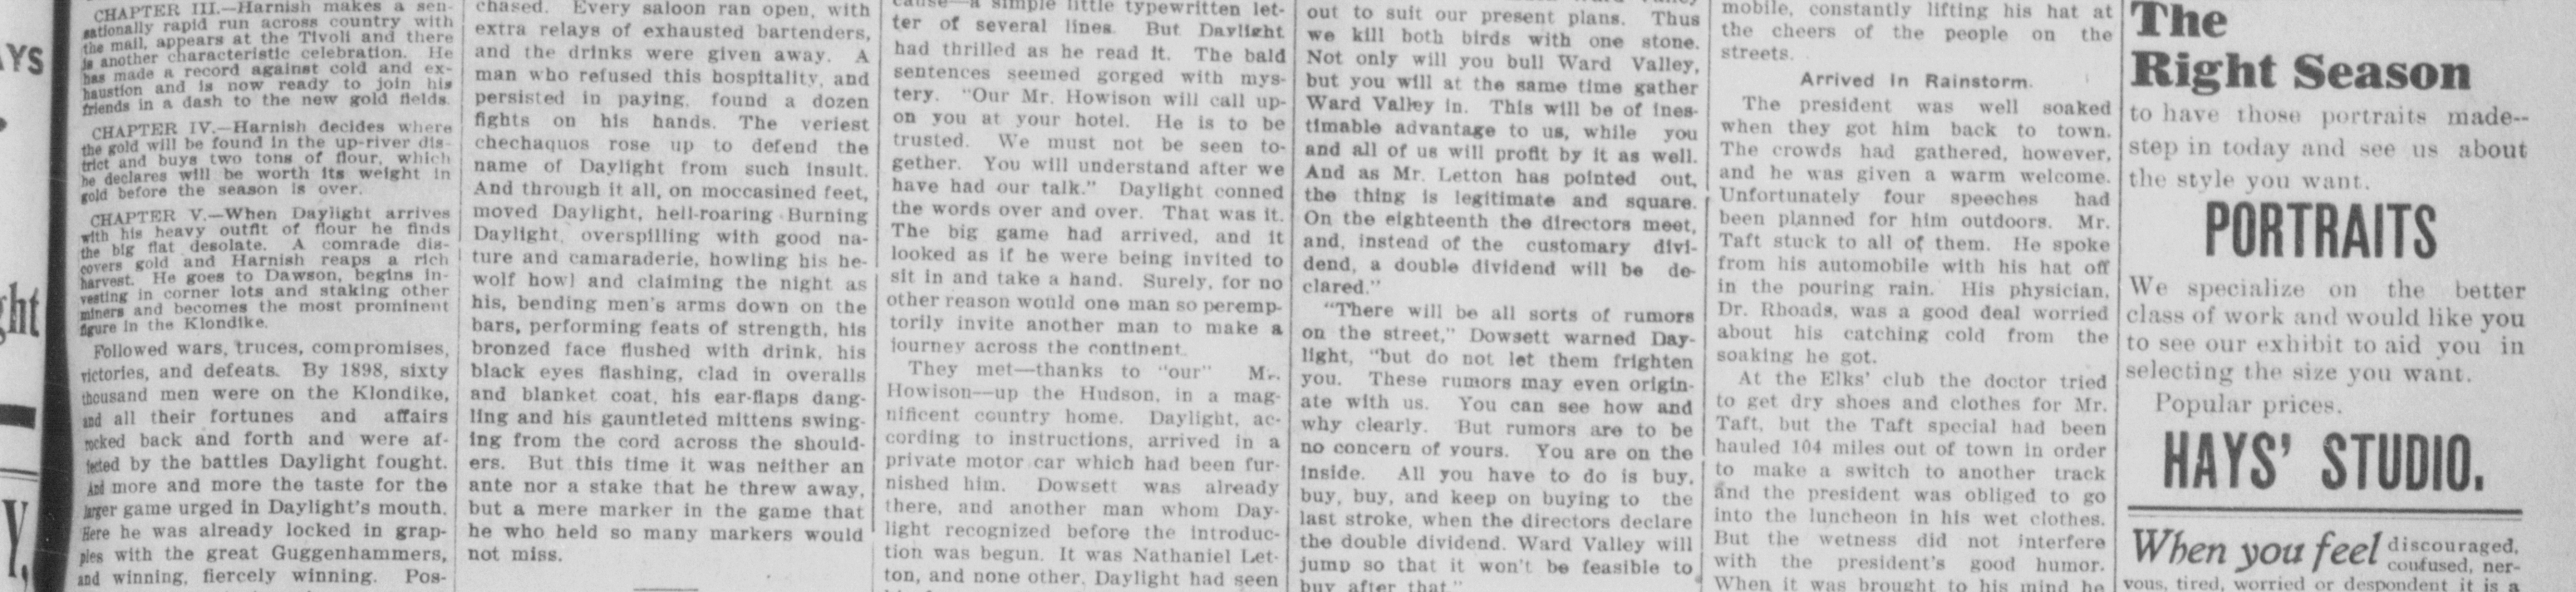 AYS
ght
Y,
CHAPTER III.—Harnish makes a sen-
sationally rapid run across country with
the mail, appears at the Tivoli and there
is another characteristic celebration. He
has made a record against cold and ex-
haustion and is now ready to join his
friends in a dash to the new gold fields.
CHAPTER IV.—Harnish decides where
the gold will be found in the up-river dis-
trict and buys two tons of flour, which
he declares will be worth its weight in
gold before the season is over.
CHAPTER V.—When Daylight arrives
with his heavy outfit of flour he finds
the big flat desolate. A comrade dis-
covers gold and Harnish reaps a rich
harvest. He goes to Dawson, begins in-
vesting in corner lots and staking other
miners and becomes the most prominent
figure in the Klondike.
Followed wars, truces, compromises,
victories, and defeats. By 1898, sixty
thousand men were on the Klondike,
and all their fortunes and affairs
rocked back and forth and were af-
fected by the battles Daylight fought.
And more and more the taste for the
larger game urged in Daylight's mouth.
Here he was already locked in grap-
ples with the great Guggenhammers,
and winning, fiercely winning. Pos-
chased. Every saloon ran open, with
extra relays of exhausted bartenders,
and the drinks were given away. A
man who refused this hospitality, and
persisted in paying, found a dozen
fights on his hands. The veriest
chechaquos rose up to defend the
name of Daylight from such insult.
And through it all, on moccasined feet,
moved Daylight, hell-roaring Burning
Daylight, overspilling with good na-
ture and camaraderie, howling his he-
wolf howl and claiming the night as
his, bending men's arms down on the
bars, performing feats of strength, his
bronzed face flushed with drink, his
black eyes flashing, clad in overalls
and blanket coat, his ear-flaps dang-
ling and his gauntleted mittens swing-
ing from the cord across the should-
ers. But this time it was neither an
ante nor a stake that he threw away,
but a mere marker in the game that
he who held so many markers would
not miss.
cause—a simple little typewritten let-
ter of several lines. But Daylight
had thrilled as he read it. The bald
sentences seemed gorged with mys-
tery. "Our Mr. Howison will call up-
on you at your hotel. He is to be
trusted. We must not be seen to-
gether. You will understand after we
have had our talk." Daylight conned
the words over and over. That was it.
The big game had arrived, and it
looked as if he were being invited to
sit in and take a hand. Surely, for no
other reason would one man so peremp-
torily invite another man to make a
journey across the continent.
They met—thanks to "our" Mr.
Howison—up the Hudson, in a mag-
nificent country home. Daylight, ac-
cording to instructions, arrived in a
private motor car which had been fur-
nished him. Dowsett was already
there, and another man whom Day-
light recognized before the introduc-
tion was begun. It was Nathaniel Let-
ton, and none other. Daylight had seen
out to suit our present plans. Thus
we kill both birds with one stone.
Not only will you bull Ward Valley,
but you will at the same time gather
Ward Valley in. This will be of ines-
timable advantage to us, while you
and all of us will profit by it as well.
And as Mr. Letton has pointed out,
the thing is legitimate and square.
On the eighteenth the directors meet,
and, instead of the customary divi-
dend, a double dividend will be de-
clared."
"There will be all sorts of rumors
on the street," Dowsett warned Day-
light, "but do not let them frighten
you. These rumors may even origin-
ate with us. You can see how and
why clearly. But rumors are to be
no concern of yours. You are on the
inside. All you have to do is buy,
buy, buy, and keep on buying to the
last stroke, when the directors declare
the double dividend. Ward Valley will
jump so that it won't be feasible to
buy after that."
mobile, constantly lifting his hat at
the cheers of the people on the
streets.
Arrived In Rainstorm.
The president was well soaked
when they got him back to town.
The crowds had gathered, however,
and he was given a warm welcome.
Unfortunately four speeches had
been planned for him outdoors. Mr.
Taft stuck to all of them. He spoke
from his automobile with his hat off
in the pouring rain. His physician,
Dr. Rhoads, was a good deal worried
about his catching cold from the
soaking he got.
At the Elks' club the doctor tried
to get dry shoes and clothes for Mr.
Taft, but the Taft special had been
hauled 104 miles out of town in order
to make a switch to another track
and the president was obliged to go
into the luncheon in his wet clothes.
But the wetness did not interfere
with the president's good humor.
When it was brought to his mind he
The
Right Season
to have those portraits made--
step in today and see us about
the style you want.
PORTRAITS
We specialize on the better
class of work and would like you
to see our exhibit to aid you in
selecting the size you want.
Popular prices.
HAYS' STUDIO.
When you feel discouraged,
confused, ner-
vous, tired, worried or despondent it is a